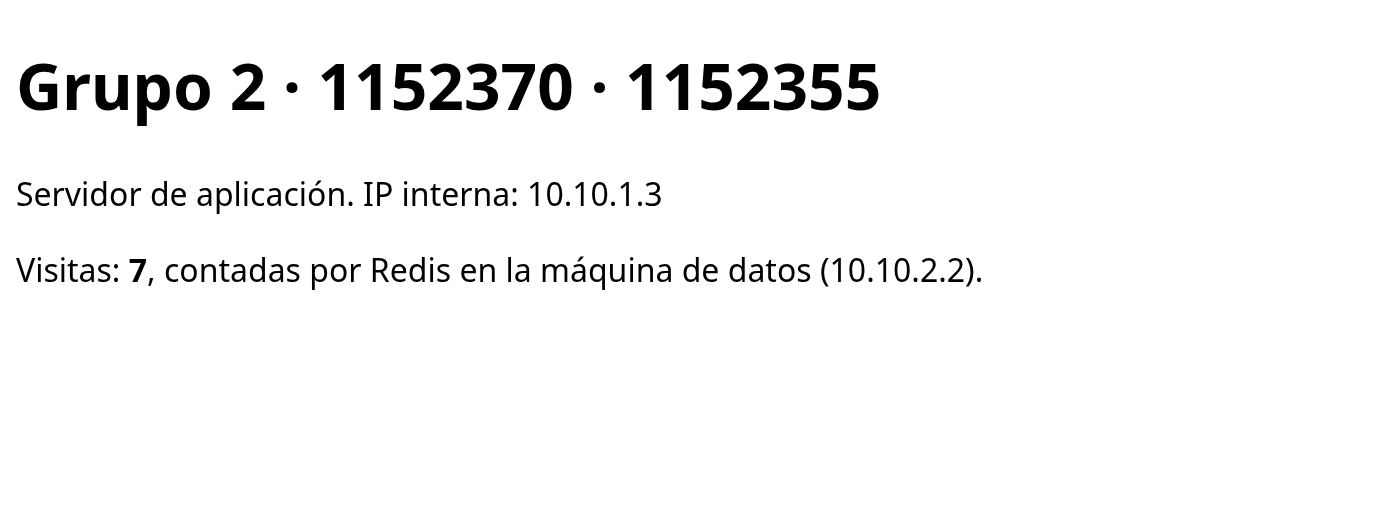 Grupo 2 · 1152370 · 1152355
Servidor de aplicación. IP interna: 10.10.1.3
Visitas: 7, contadas por Redis en la máquina de datos (10.10.2.2).